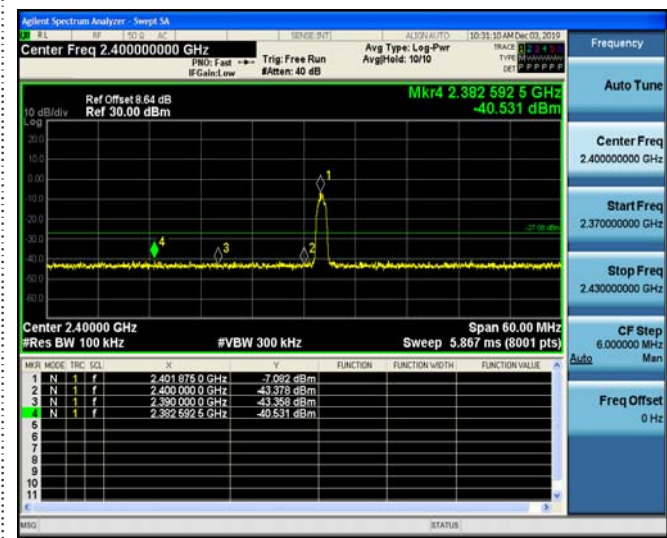 Agilent Spectrum Analyzer - Swept SA
RL RF 50 Ω AC SENSE:INT ALIGN AUTO 10:31:10 AM Dec 03, 2019
Center Freq 2.400000000 GHz
PNO: Fast
IFGain:Low
Trig: Free Run
#Atten: 40 dB
Avg Type: Log-Pwr
Avg|Hold: 10/10
TRACE 1 2 3 4 5 6
TYPE M
DET P P P P P P
Ref Offset 8.64 dB
Ref 30.00 dBm
10 dB/div
Log
Mkr4 2.382 592 5 GHz
-40.531 dBm
20.0
10.0
0.00
-10.0
-20.0
-30.0
-40.0
-50.0
-60.0
1
2
3
4
-27.08 dBm
Center 2.40000 GHz Span 60.00 MHz
#Res BW 100 kHz #VBW 300 kHz Sweep 5.867 ms (8001 pts)
MKR MODE TRC SCL X Y FUNCTION FUNCTION WIDTH FUNCTION VALUE
1 N 1 f 2.401 875 0 GHz -7.082 dBm
2 N 1 f 2.400 000 0 GHz -43.378 dBm
3 N 1 f 2.390 000 0 GHz -43.358 dBm
4 N 1 f 2.382 592 5 GHz -40.531 dBm
5
6
7
8
9
10
11
MSG STATUS
Frequency
Auto Tune
Center Freq
2.400000000 GHz
Start Freq
2.370000000 GHz
Stop Freq
2.430000000 GHz
CF Step
6.000000 MHz
Auto Man
Freq Offset
0 Hz